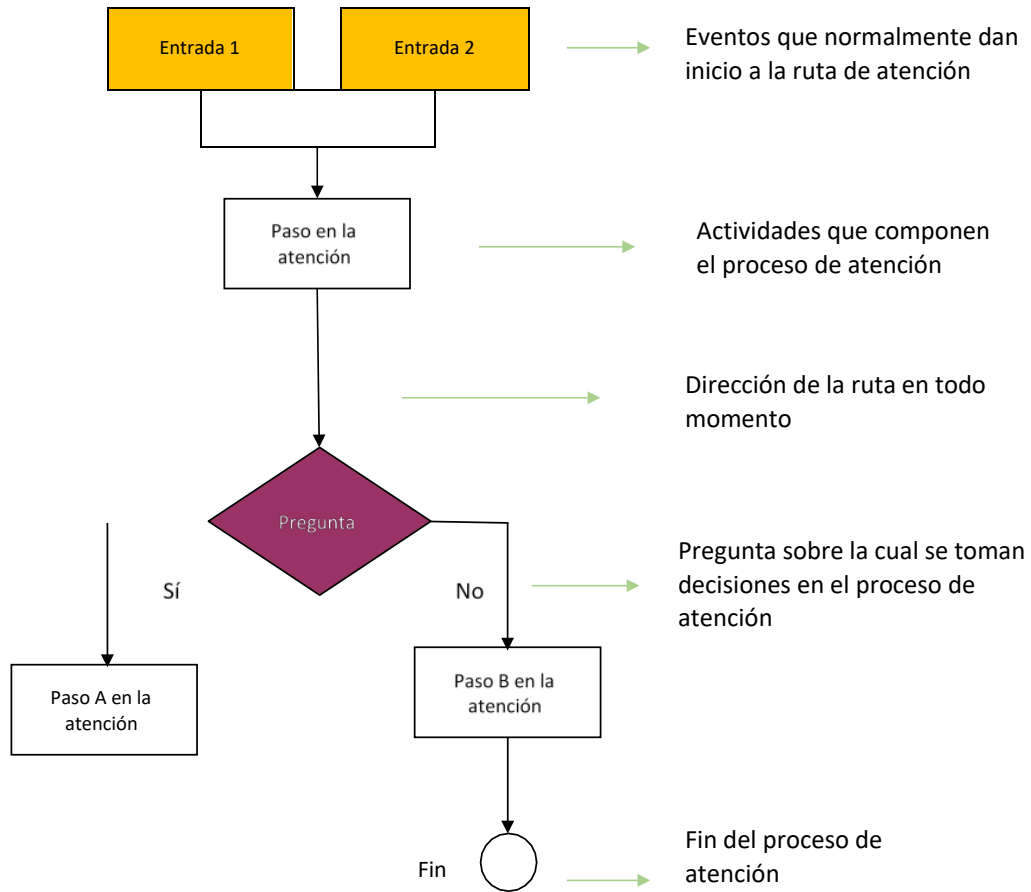 Entrada 1
Entrada 2
Eventos que normalmente dan
inicio a la ruta de atención
Paso en la
atención
Actividades que componen
el proceso de atención
Dirección de la ruta en todo
momento
Pregunta
Sí
No
Pregunta sobre la cual se toman
decisiones en el proceso de
atención
Paso A en la
atención
Paso B en la
atención
Fin
Fin del proceso de
atención